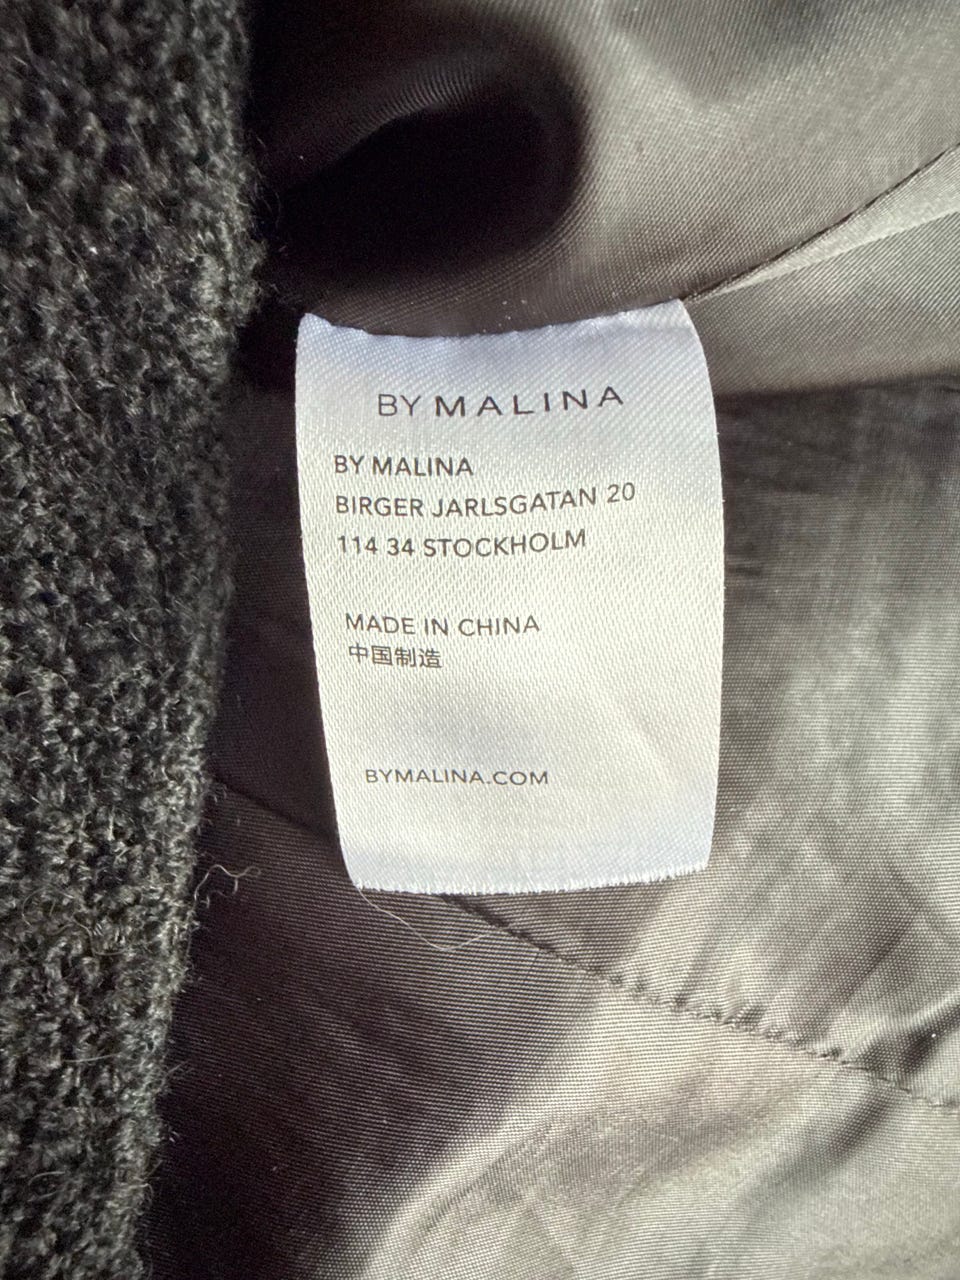 BY MALINA
BY MALINA
BIRGER JARLSGATAN 20
114 34 STOCKHOLM
MADE IN CHINA
中国制造
BYMALINA.COM